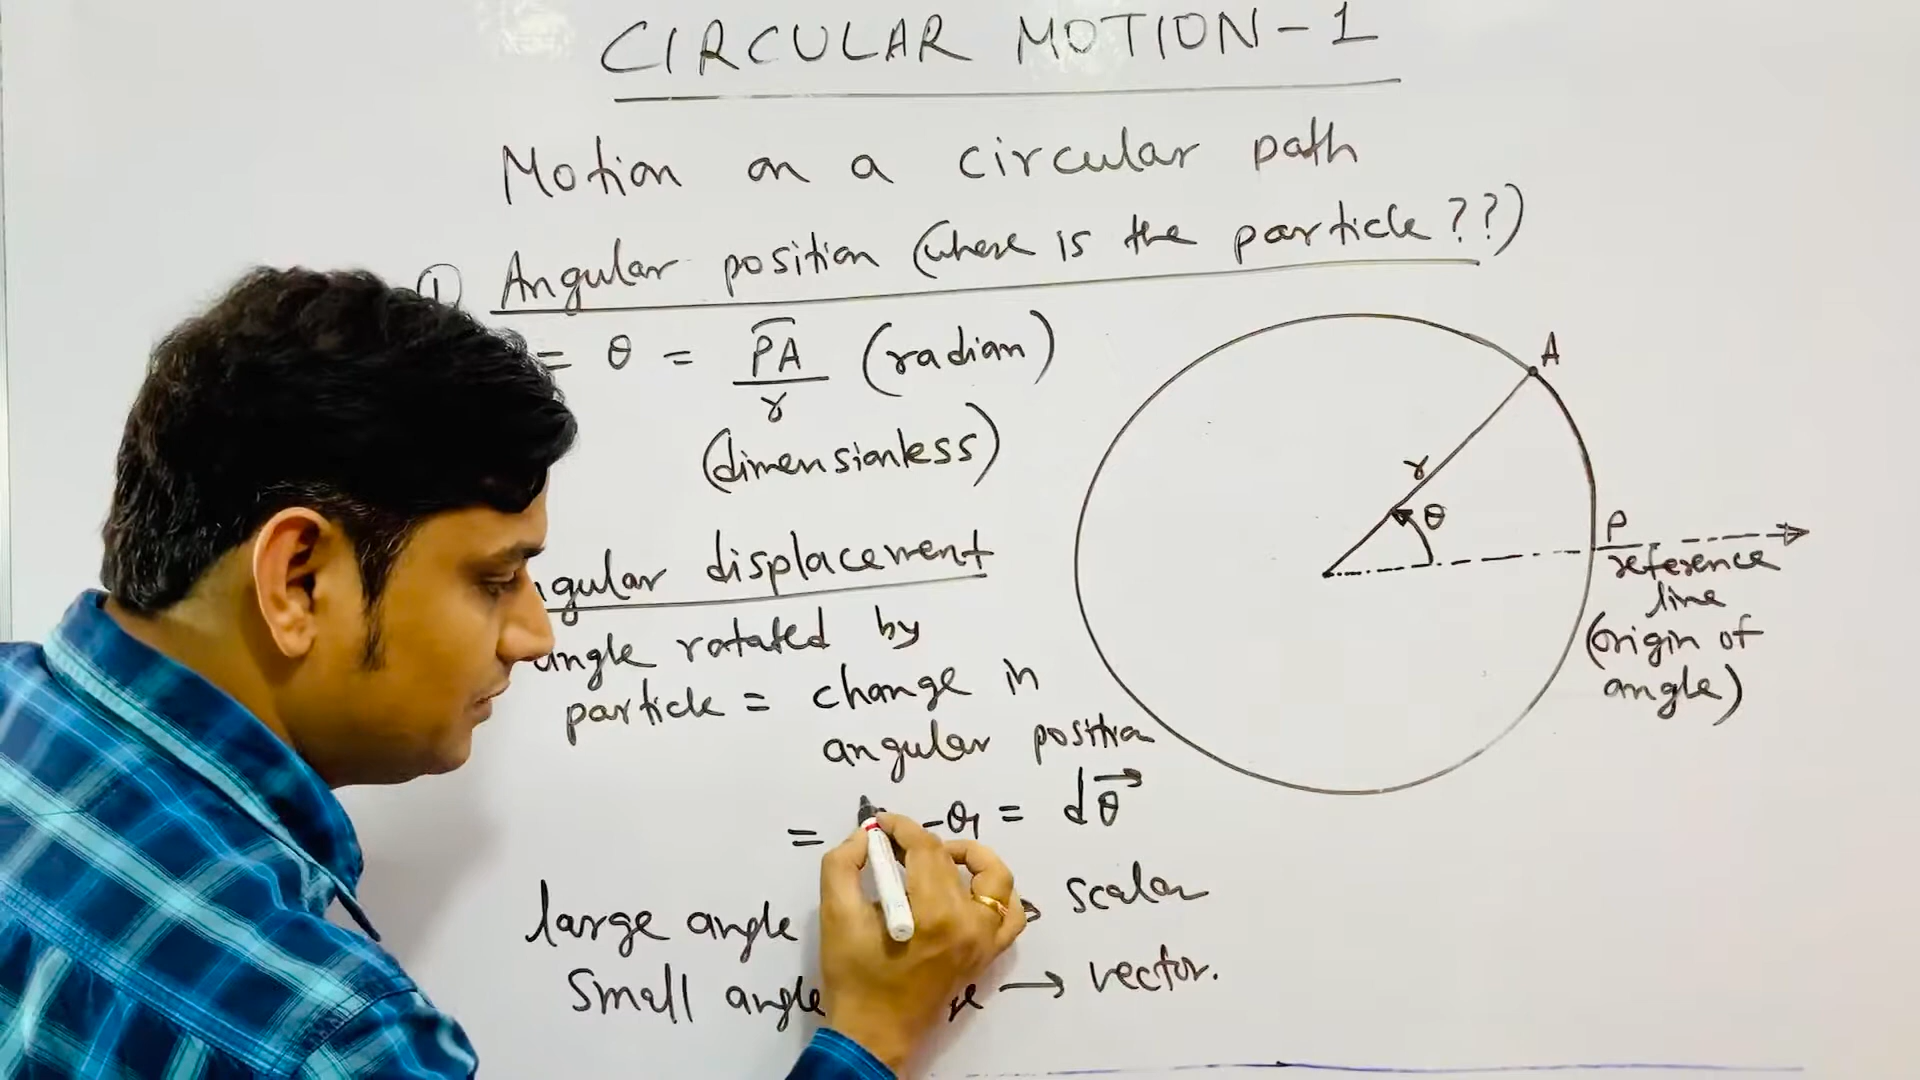 CIRCULAR MOTION-1
Motion on a circular path
① Angular position (where is the particle??)
= θ = PA / r (radian)
(dimensionless)
ngular displacement
angle rotated by
particle = change in
angular position
= -θ₁ = dθ⃗
large angle → scalar
small angle → vector.
A
r
θ
P
reference
line
(origin of
angle)